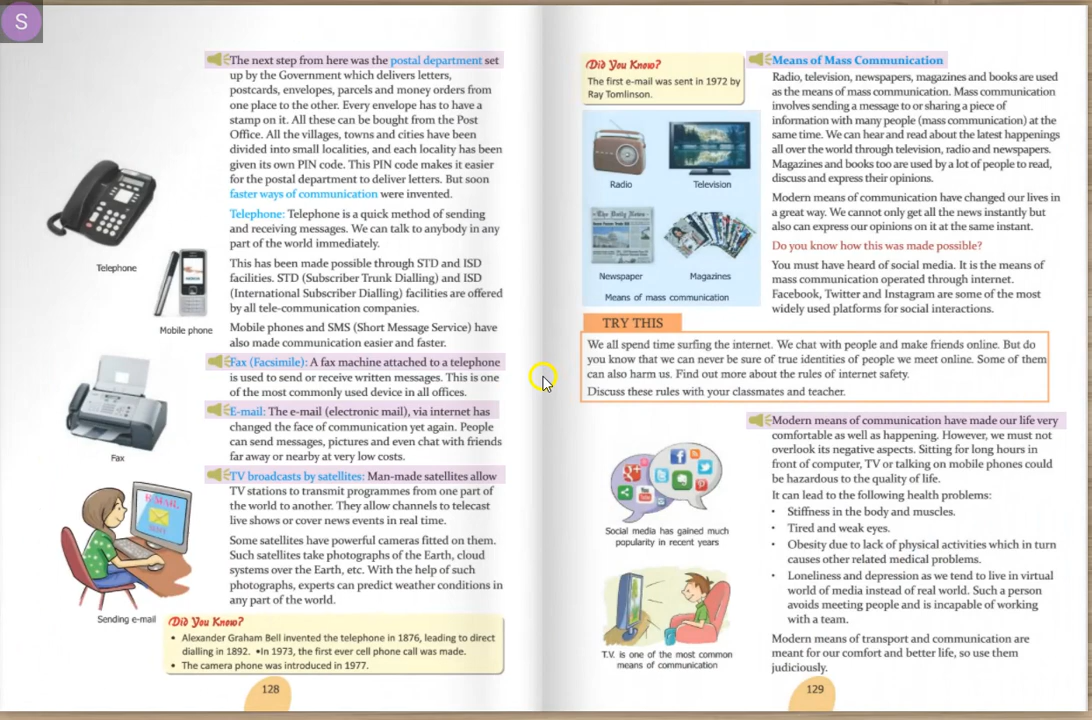 S
The next step from here was the postal department set
up by the Government which delivers letters,
postcards, envelopes, parcels and money orders from
one place to the other. Every envelope has to have a
stamp on it. All these can be bought from the Post
Office. All the villages, towns and cities have been
divided into small localities, and each locality has been
given its own PIN code. This PIN code makes it easier
for the postal department to deliver letters. But soon
faster ways of communication were invented.
Telephone: Telephone is a quick method of sending
and receiving messages. We can talk to anybody in any
part of the world immediately.
Telephone
This has been made possible through STD and ISD
facilities. STD (Subscriber Trunk Dialling) and ISD
(International Subscriber Dialling) facilities are offered
by all tele-communication companies.
Mobile phone
Mobile phones and SMS (Short Message Service) have
also made communication easier and faster.
Fax (Facsimile): A fax machine attached to a telephone
is used to send or receive written messages. This is one
of the most commonly used device in all offices.
Fax
E-mail: The e-mail (electronic mail), via internet has
changed the face of communication yet again. People
can send messages, pictures and even chat with friends
far away or nearby at very low costs.
TV broadcasts by satellites: Man-made satellites allow
TV stations to transmit programmes from one part of
the world to another. They allow channels to telecast
live shows or cover news events in real time.
Some satellites have powerful cameras fitted on them.
Such satellites take photographs of the Earth, cloud
systems over the Earth, etc. With the help of such
photographs, experts can predict weather conditions in
any part of the world.
Sending e-mail
Did You Know?
• Alexander Graham Bell invented the telephone in 1876, leading to direct
dialling in 1892. •In 1973, the first ever cell phone call was made.
• The camera phone was introduced in 1977.
128
Did You Know?
The first e-mail was sent in 1972 by
Ray Tomlinson.
Radio
Television
The Daily News
Newspaper
Magazines
Means of mass communication
Means of Mass Communication
Radio, television, newspapers, magazines and books are used
as the means of mass communication. Mass communication
involves sending a message to or sharing a piece of
information with many people (mass communication) at the
same time. We can hear and read about the latest happenings
all over the world through television, radio and newspapers.
Magazines and books too are used by a lot of people to read,
discuss and express their opinions.
Modern means of communication have changed our lives in
a great way. We cannot only get all the news instantly but
also can express our opinions on it at the same instant.
Do you know how this was made possible?
You must have heard of social media. It is the means of
mass communication operated through internet.
Facebook, Twitter and Instagram are some of the most
widely used platforms for social interactions.
TRY THIS
We all spend time surfing the internet. We chat with people and make friends online. But do
you know that we can never be sure of true identities of people we meet online. Some of them
can also harm us. Find out more about the rules of internet safety.
Discuss these rules with your classmates and teacher.
Social media has gained much
popularity in recent years
T.V. is one of the most common
means of communication
Modern means of communication have made our life very
comfortable as well as happening. However, we must not
overlook its negative aspects. Sitting for long hours in
front of computer, TV or talking on mobile phones could
be hazardous to the quality of life.
It can lead to the following health problems:
• Stiffness in the body and muscles.
• Tired and weak eyes.
• Obesity due to lack of physical activities which in turn
causes other related medical problems.
• Loneliness and depression as we tend to live in virtual
world of media instead of real world. Such a person
avoids meeting people and is incapable of working
with a team.
Modern means of transport and communication are
meant for our comfort and better life, so use them
judiciously.
129